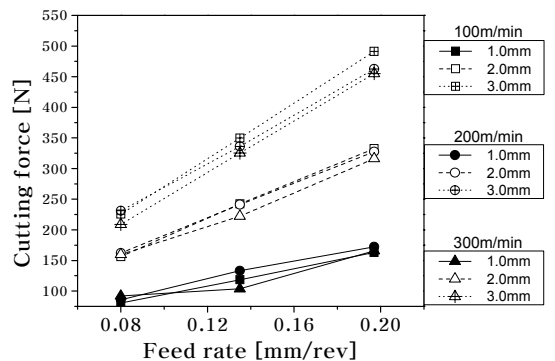 550
500
450
400
350
300
250
200
150
100
Cutting force [N]
0.08
0.12
0.16
0.20
Feed rate [mm/rev]
100m/min
1.0mm
2.0mm
3.0mm
200m/min
1.0mm
2.0mm
3.0mm
300m/min
1.0mm
2.0mm
3.0mm